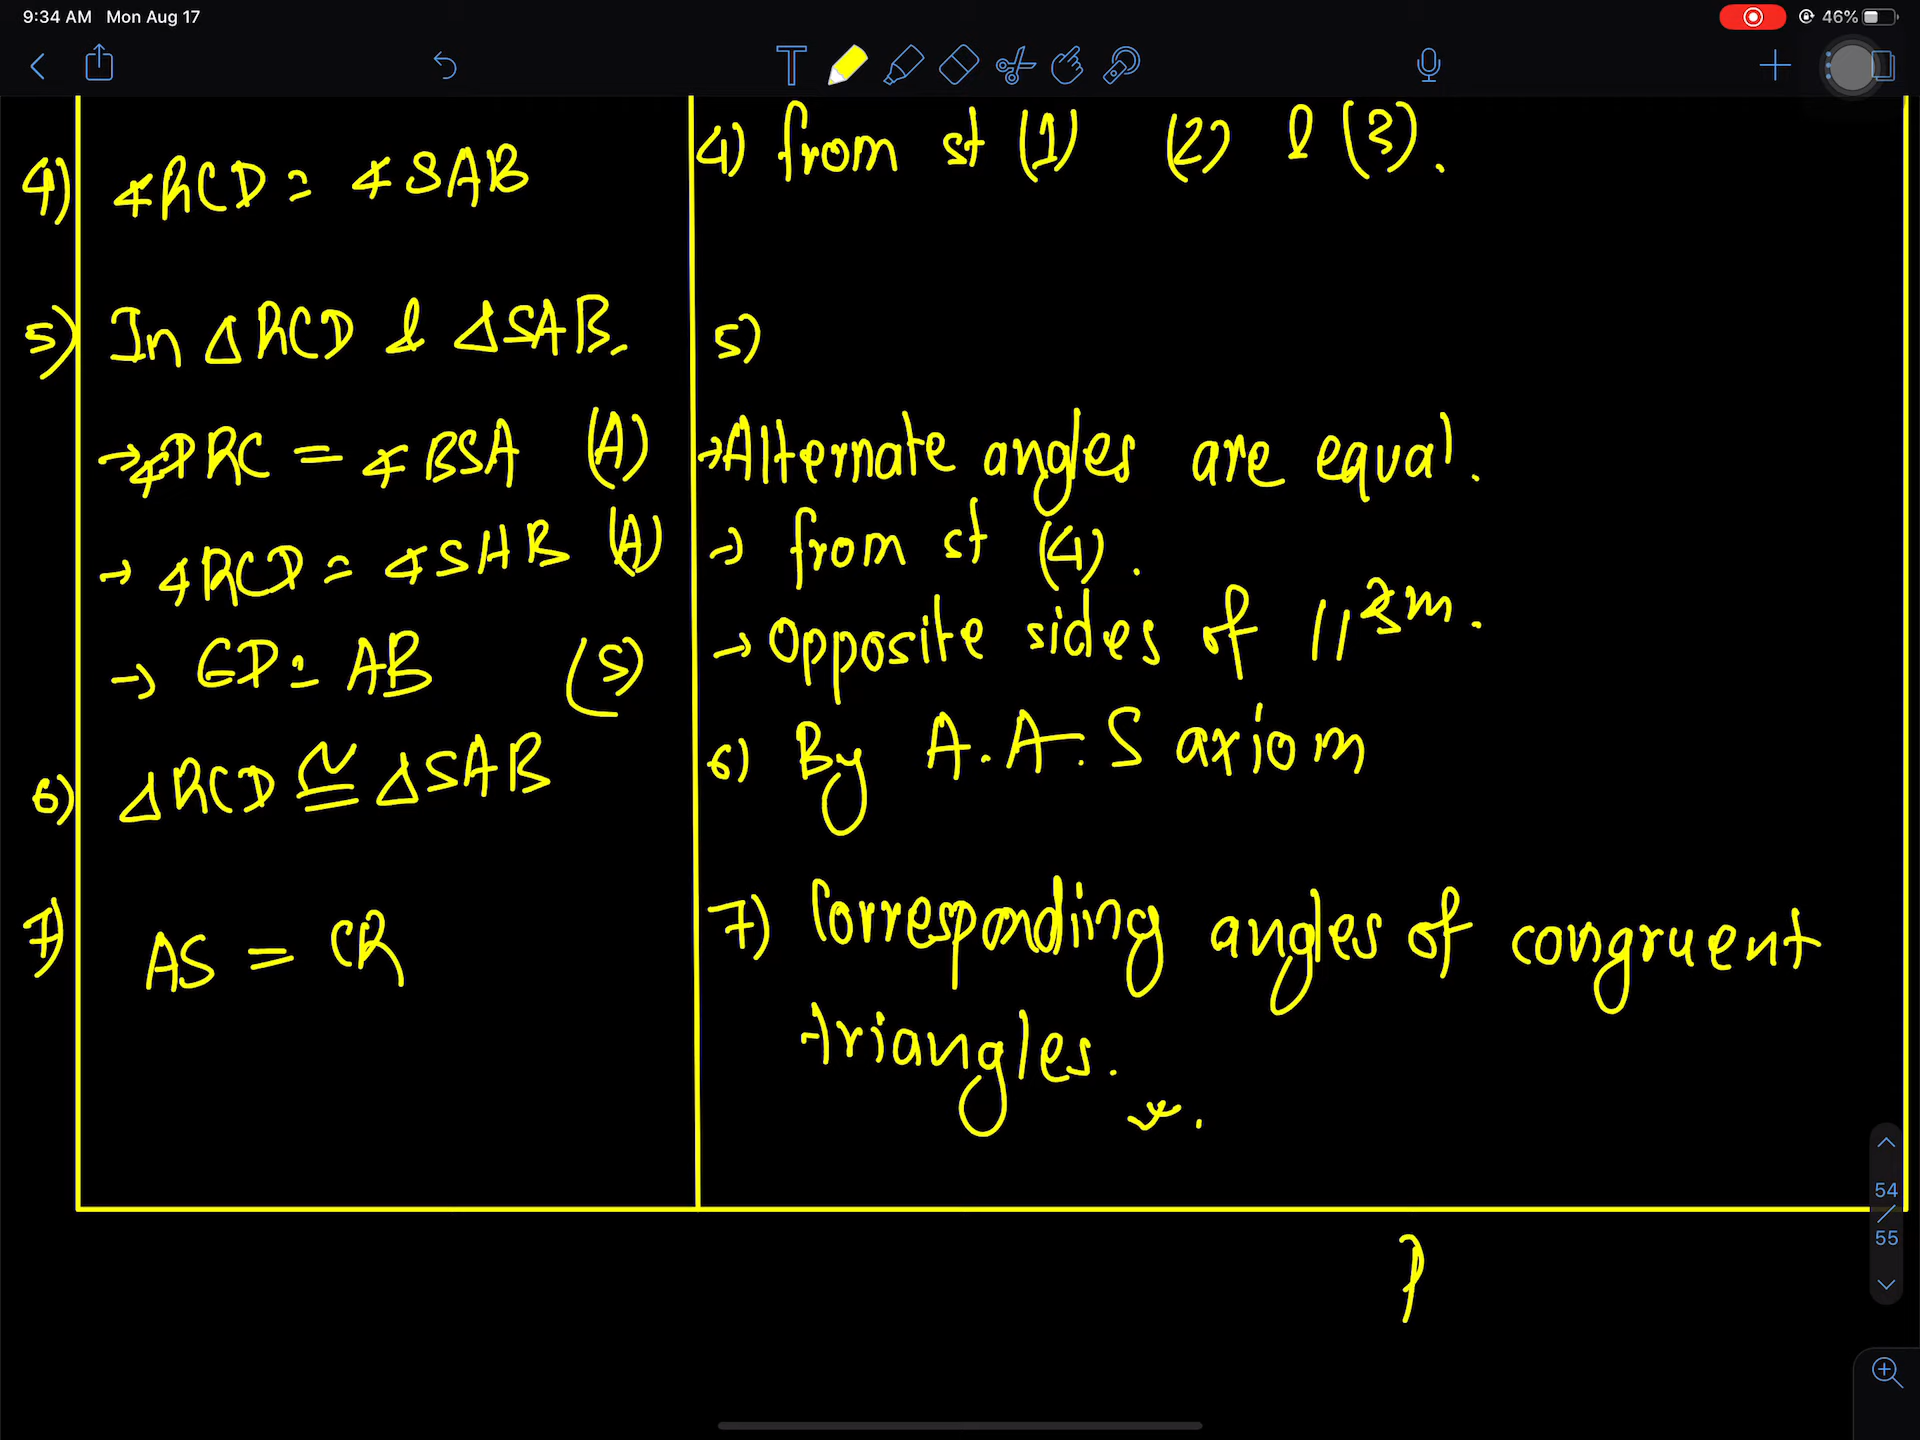 9:34 AM Mon Aug 17
46%
4) ∡RCD = ∡SAB
4) from st (1) (2) & (3).
5) In ΔRCD & ΔSAB.
5)
→ ∡DRC = ∡BSA (A)
→ Alternate angles are equal.
→ ∡RCD = ∡SAB (A)
→ from st (4).
→ CD = AB (S)
→ Opposite sides of ||gm.
6) ΔRCD ≅ ΔSAB
6) By A.A.S axiom
7) AS = CR
7) Corresponding angles of congruent
triangles.
54
55